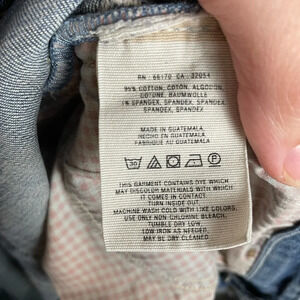 RN : 66170 CA : 32054
99% COTTON, COTON, ALGODON,
COTONE, BAUMWOLLE
1% SPANDEX, SPANDEX, SPANDEX,
SPANDEX, SPANDEX
MADE IN GUATEMALA
HECHO EN GUATEMALA
FABRIQUE AU GUATEMALA
30
THIS GARMENT CONTAINS DYE WHICH
MAY DISCOLOR MATERIALS WITH WHICH
IT COMES IN CONTACT.
TURN INSIDE OUT.
MACHINE WASH COLD WITH LIKE COLORS.
USE ONLY NON-CHLORINE BLEACH.
TUMBLE DRY LOW.
LOW IRON AS NEEDED.
MAY BE DRY CLEANED.